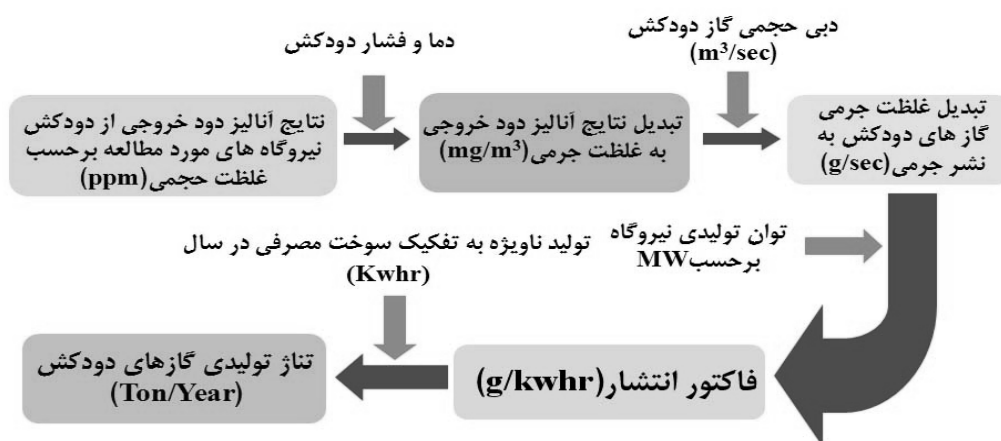 دما و فشار دودکش
دبی حجمی گاز دودکش
(m³/sec)
نتایج آنالیز دود خروجی از دودکش
نیروگاه های مورد مطالعه برحسب
غلظت حجمی(ppm)
تبدیل نتایج آنالیز دود خروجی
به غلظت جرمی(mg/m³)
تبدیل غلظت جرمی
گاز های دودکش به
نشر جرمی(g/sec)
توان تولیدی نیروگاه
برحسبMW
تولید ناویژه به تفکیک سوخت مصرفی در سال
(Kwhr)
فاکتور انتشار(g/kwhr)
تناژ تولیدی گازهای دودکش
(Ton/Year)